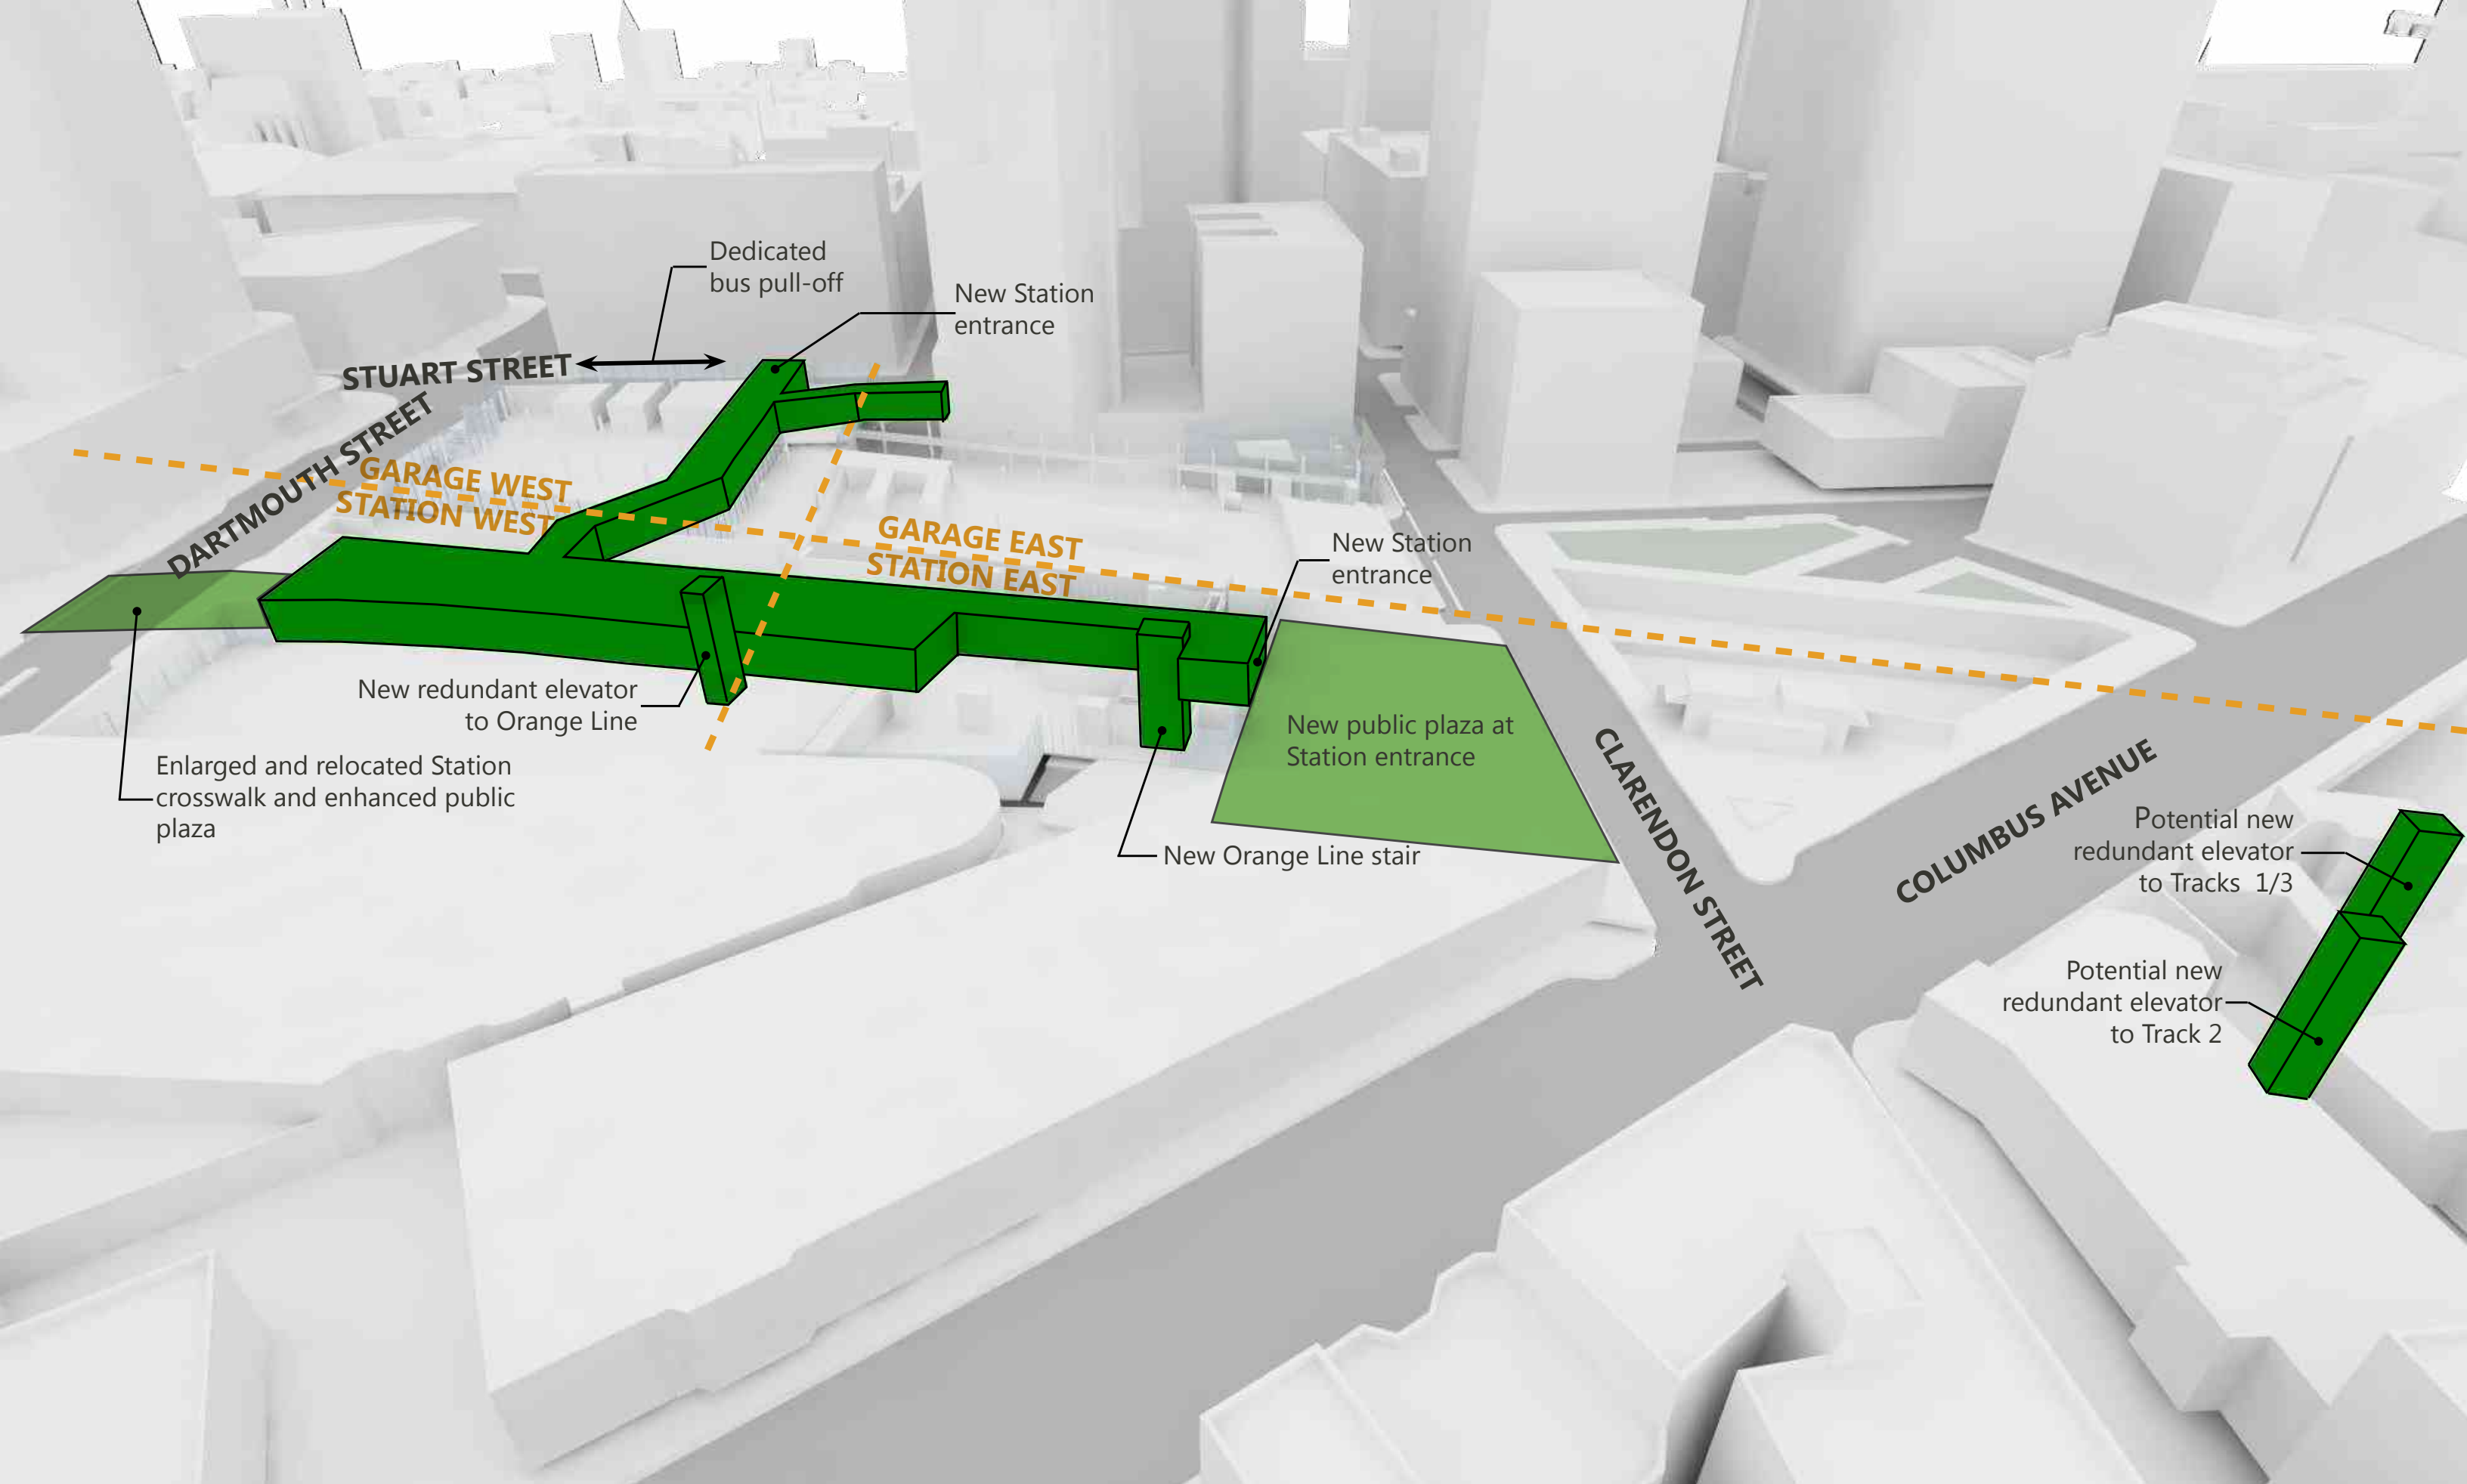 Dedicated
bus pull-off
New Station
entrance
STUART STREET
DARTMOUTH STREET
GARAGE WEST
STATION WEST
GARAGE EAST
STATION EAST
New Station
entrance
New redundant elevator
to Orange Line
New public plaza at
Station entrance
Enlarged and relocated Station
crosswalk and enhanced public
plaza
New Orange Line stair
CLARENDON STREET
COLUMBUS AVENUE
Potential new
redundant elevator
to Tracks 1/3
Potential new
redundant elevator
to Track 2